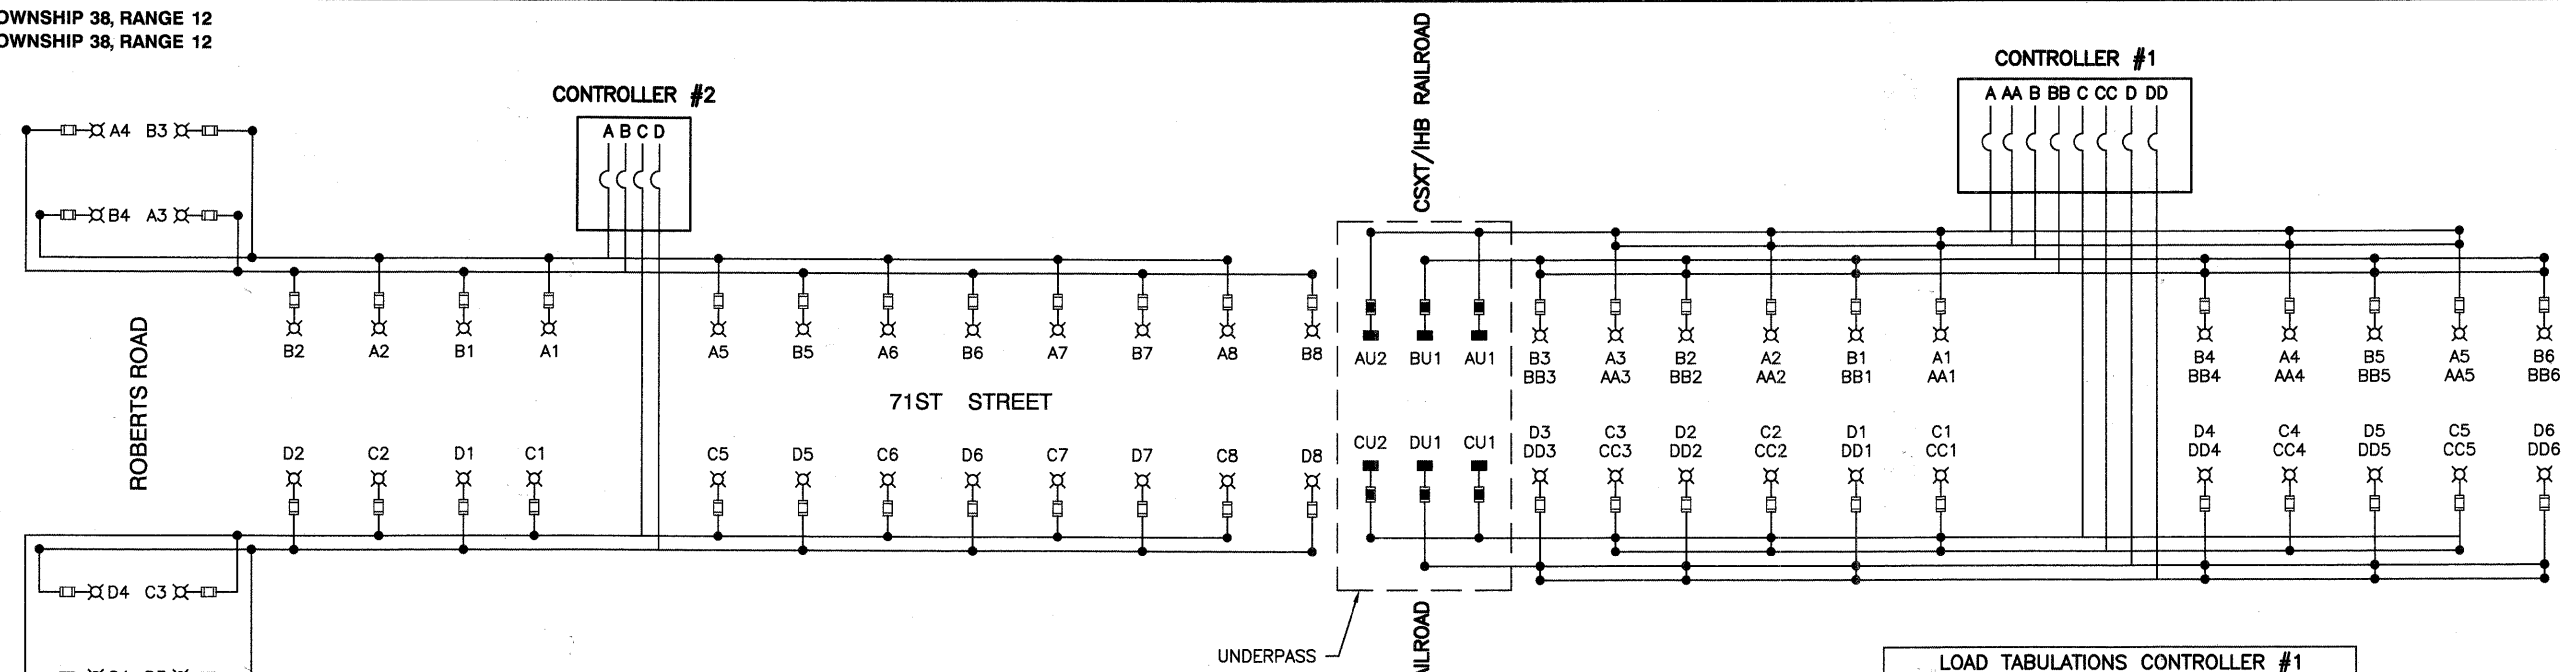 OWNSHIP 38, RANGE 12
OWNSHIP 38, RANGE 12
CONTROLLER #2
A B C D
CSXT/IHB RAILROAD
CONTROLLER #1
A AA B BB C CC D DD
A4 B3
B4 A3
B2 A2 B1 A1 A5 B5 A6 B6 A7 B7 A8 B8
AU2 BU1 AU1
B3 A3 B2 A2 B1 A1 B4 A4 B5 A5 B6
BB3 AA3 BB2 AA2 BB1 AA1 BB4 AA4 BB5 AA5 BB6
ROBERTS ROAD
71ST STREET
D2 C2 D1 C1 C5 D5 C6 D6 C7 D7 C8 D8
CU2 DU1 CU1
D3 C3 D2 C2 D1 C1 D4 C4 D5 C5 D6
DD3 CC3 DD2 CC2 DD1 CC1 DD4 CC4 DD5 CC5 DD6
D4 C3
UNDERPASS
AILROAD
LOAD TABULATIONS CONTROLLER #1